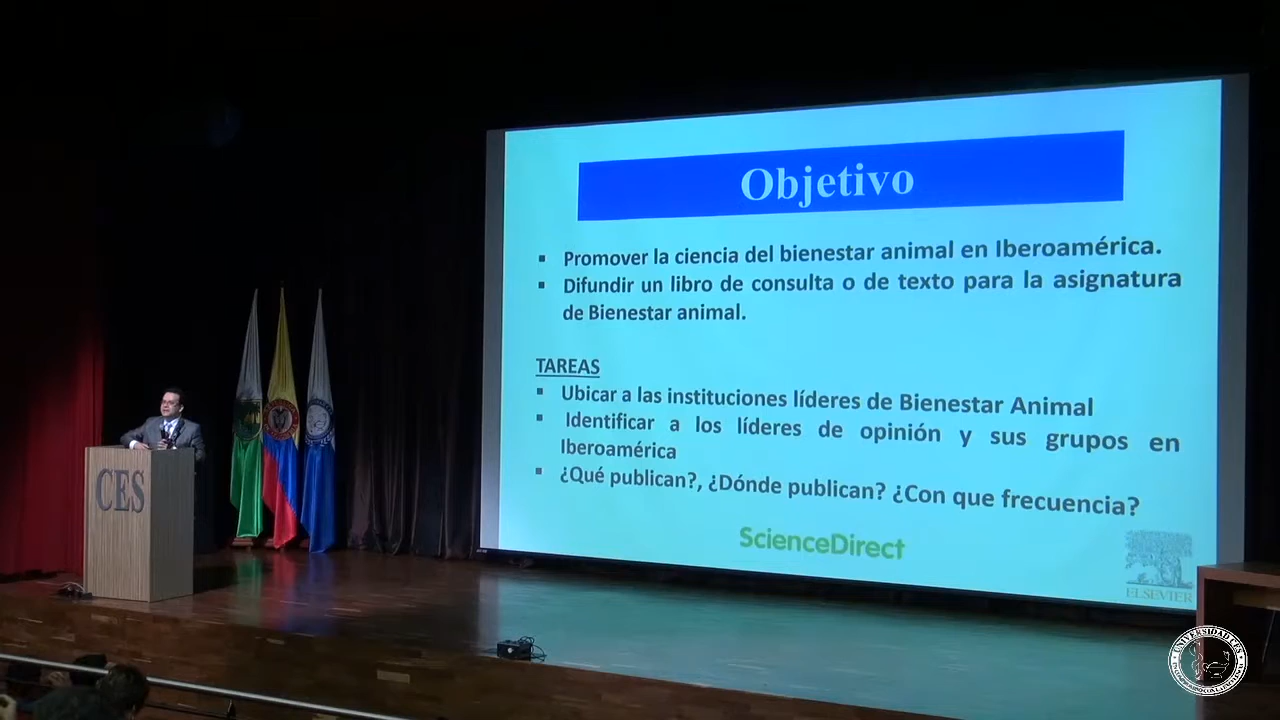 Objetivo
▪ Promover la ciencia del bienestar animal en Iberoamérica.
▪ Difundir un libro de consulta o de texto para la asignatura
de Bienestar animal.
TAREAS
▪ Ubicar a las instituciones líderes de Bienestar Animal
▪ Identificar a los líderes de opinión y sus grupos en
Iberoamérica
▪ ¿Qué publican?, ¿Dónde publican? ¿Con que frecuencia?
ScienceDirect
ELSEVIER
CES
UNIVERSIDAD CES